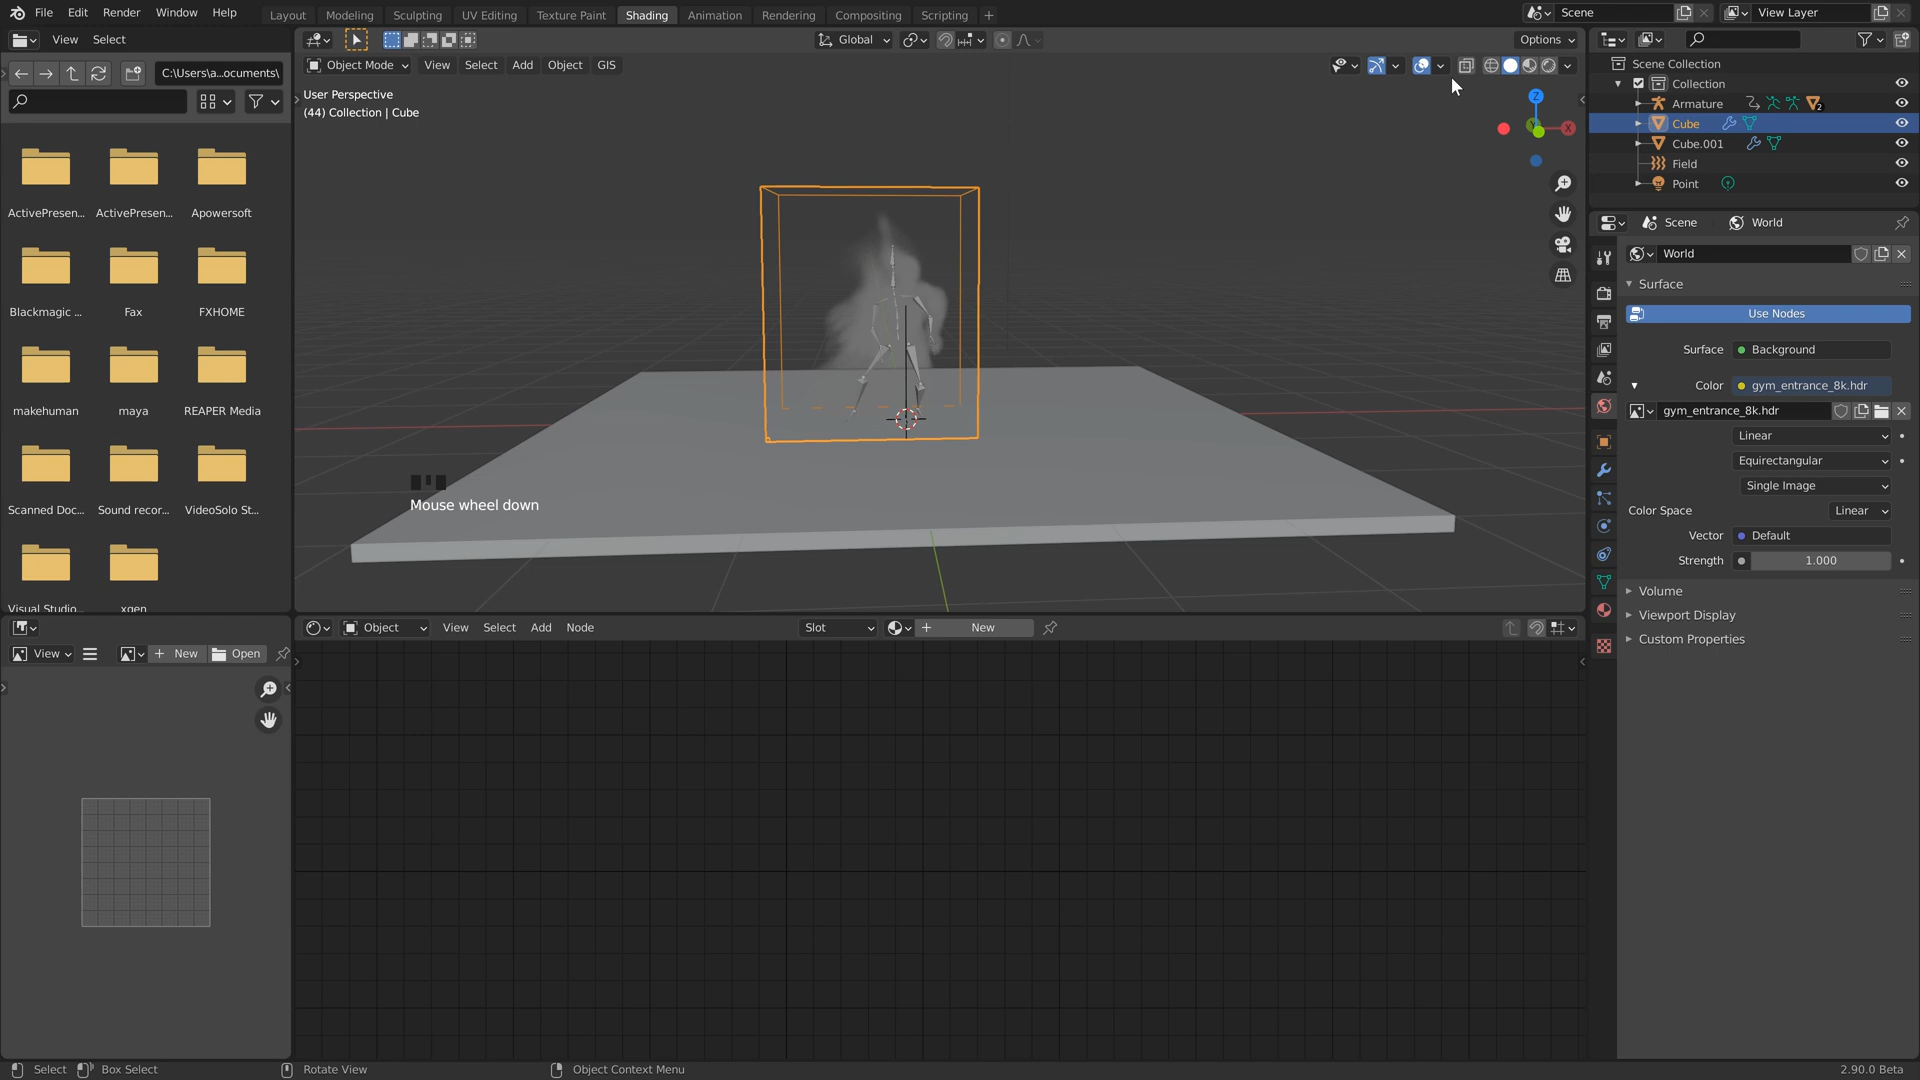 File Edit Render Window Help
Layout Modeling Sculpting UV Editing Texture Paint Shading Animation Rendering Compositing Scripting +
Scene
View Layer
View Select
Global
Options
C:\Users\a...ocuments\
Object Mode View Select Add Object GIS
User Perspective
(44) Collection | Cube
Z
X
Mouse wheel down
ActivePresen... ActivePresen... Apowersoft
Blackmagic ... Fax FXHOME
makehuman maya REAPER Media
Scanned Doc... Sound recor... VideoSolo St...
Visual Studio... xgen
Scene Collection
Collection
Armature 2
Cube
Cube.001
Field
Point
Scene World
World
Surface
Use Nodes
Surface Background
Color gym_entrance_8k.hdr
gym_entrance_8k.hdr
Linear
Equirectangular
Single Image
Color Space Linear
Vector Default
Strength 1.000
Volume
Viewport Display
Custom Properties
View + New Open
Object View Select Add Node Slot + New
Select Box Select Rotate View Object Context Menu 2.90.0 Beta